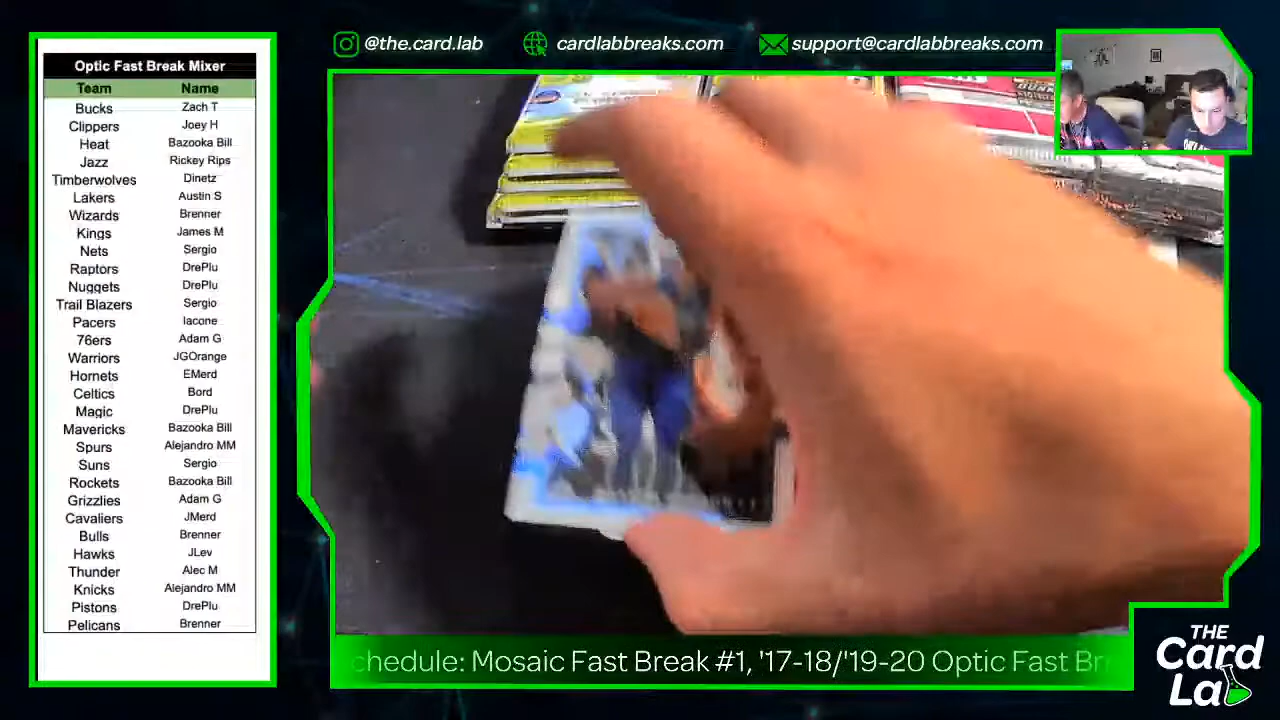 @the.card.lab
cardlabbreaks.com
support@cardlabbreaks.com
Optic Fast Break Mixer
Team Name
Bucks Zach T
Clippers Joey H
Heat Bazooka Bill
Jazz Rickey Rips
Timberwolves Dinetz
Lakers Austin S
Wizards Brenner
Kings James M
Nets Sergio
Raptors DrePlu
Nuggets DrePlu
Trail Blazers Sergio
Pacers Iacone
76ers Adam G
Warriors JGOrange
Hornets EMerd
Celtics Bord
Magic DrePlu
Mavericks Bazooka Bill
Spurs Alejandro MM
Suns Sergio
Rockets Bazooka Bill
Grizzlies Adam G
Cavaliers JMerd
Bulls Brenner
Hawks JLev
Thunder Alec M
Knicks Alejandro MM
Pistons DrePlu
Pelicans Brenner
chedule: Mosaic Fast Break #1, '17-18/'19-20 Optic Fast Br
THE
Card
Lab